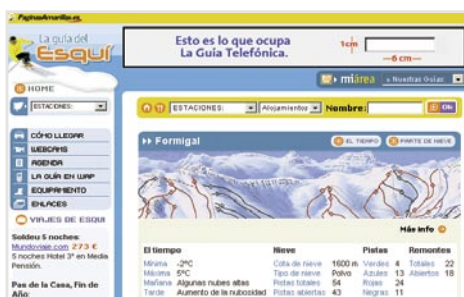 PaginasAmarillas.es
La guía del
Esquí
Esto es lo que ocupa
La Guía Telefónica.
1cm
6 cm
miárea
Nuestras Guías
HOME
ESTACIONES:
ESTACIONES:
Alojamientos
Nombre:
Ok
CÓMO LLEGAR
WEBCAMS
AGENDA
LA GUÍA EN WAP
EQUIPAMIENTO
ENLACES
VIAJES DE ESQUI
Soldeu 5 noches:
Mundoviaje.com 273 €
5 noches Hotel 3* en Media
Pensión.
Pas de la Casa, Fin de
Año:
Formigal
EL TIEMPO
PARTE DE NIEVE
Más info
El tiempo
Mínima -2ºC
Máxima 5ºC
Mañana Algunas nubes altas
Tarde Aumento de la nubosidad
Nieve
Cota de nieve 1600 m
Tipo de nieve Polvo
Pistas totales 54
Pistas abiertas 43
Pistas
Verdes 4
Azules 13
Rojas 24
Negras 11
Remontes
Totales 22
Abiertos 18